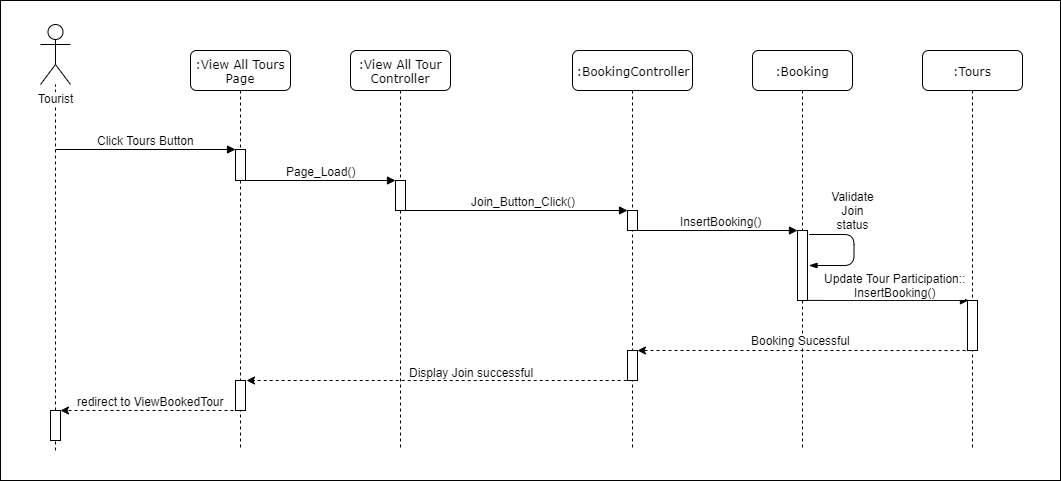 Tourist
:View All Tours
Page
:View All Tour
Controller
:BookingController
:Booking
:Tours
Click Tours Button
Page_Load()
Join_Button_Click()
InsertBooking()
Validate
Join
status
Update Tour Participation::
InsertBooking()
Booking Sucessful
Display Join successful
redirect to ViewBookedTour